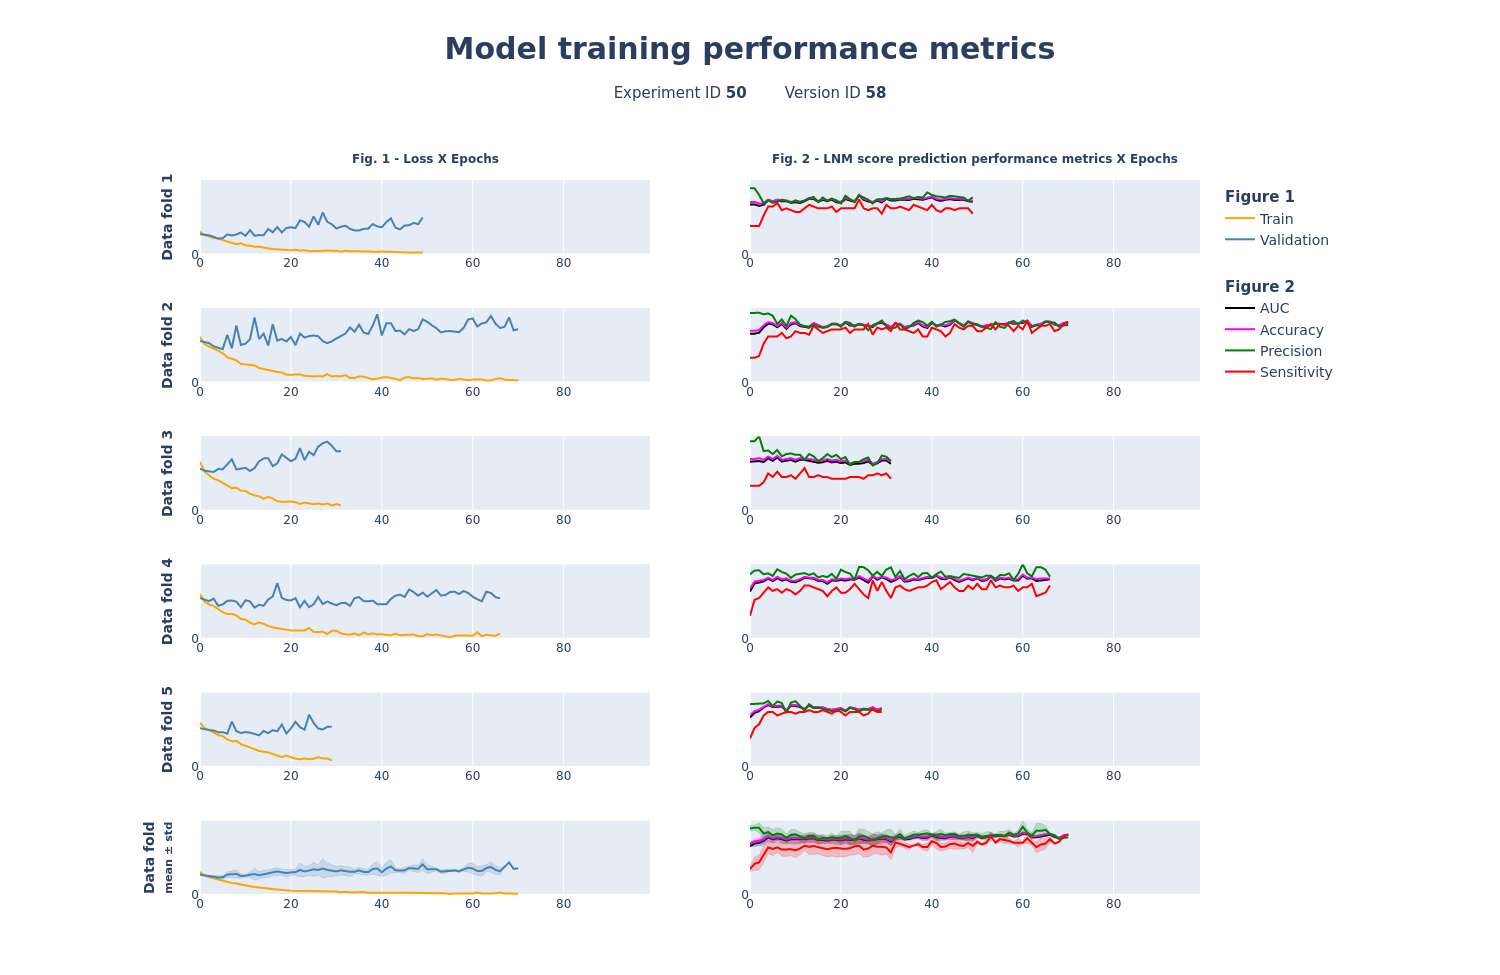 Model training performance metrics
Experiment ID 50 Version ID 58
Fig. 1 - Loss X Epochs
Fig. 2 - LNM score prediction performance metrics X Epochs
Figure 1
Train
Validation
Figure 2
AUC
Accuracy
Precision
Sensitivity
Data fold 1
0
0 20 40 60 80
0
0 20 40 60 80
Data fold 2
0
0 20 40 60 80
0
0 20 40 60 80
Data fold 3
0
0 20 40 60 80
0
0 20 40 60 80
Data fold 4
0
0 20 40 60 80
0
0 20 40 60 80
Data fold 5
0
0 20 40 60 80
0
0 20 40 60 80
Data fold
mean ± std
0
0 20 40 60 80
0
0 20 40 60 80